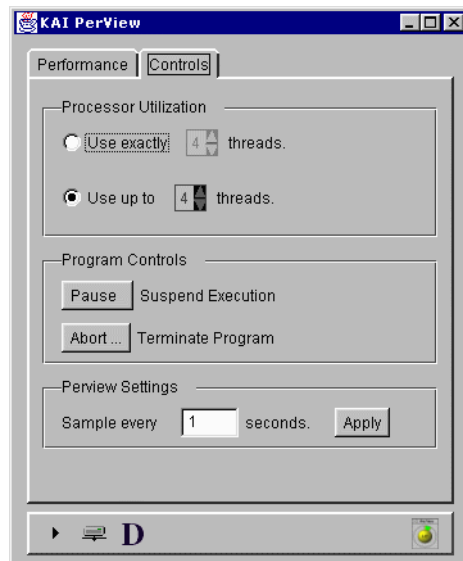 KAI PerView
Performance Controls
Processor Utilization
Use exactly 4 threads.
Use up to 4 threads.
Program Controls
Pause Suspend Execution
Abort ... Terminate Program
Perview Settings
Sample every 1 seconds. Apply
D